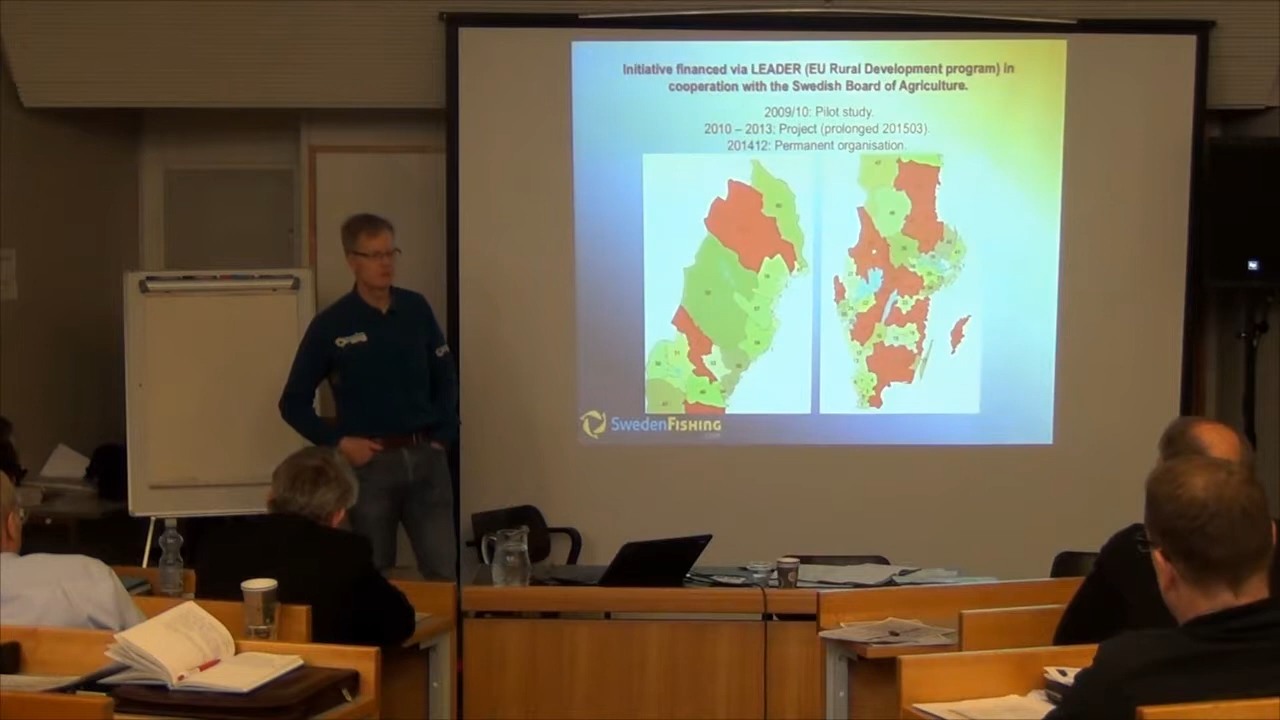 Initiative financed via LEADER (EU Rural Development program) in
cooperation with the Swedish Board of Agriculture.
2009/10: Pilot study.
2010 – 2013: Project (prolonged 201503).
201412: Permanent organisation.
SwedenFishing